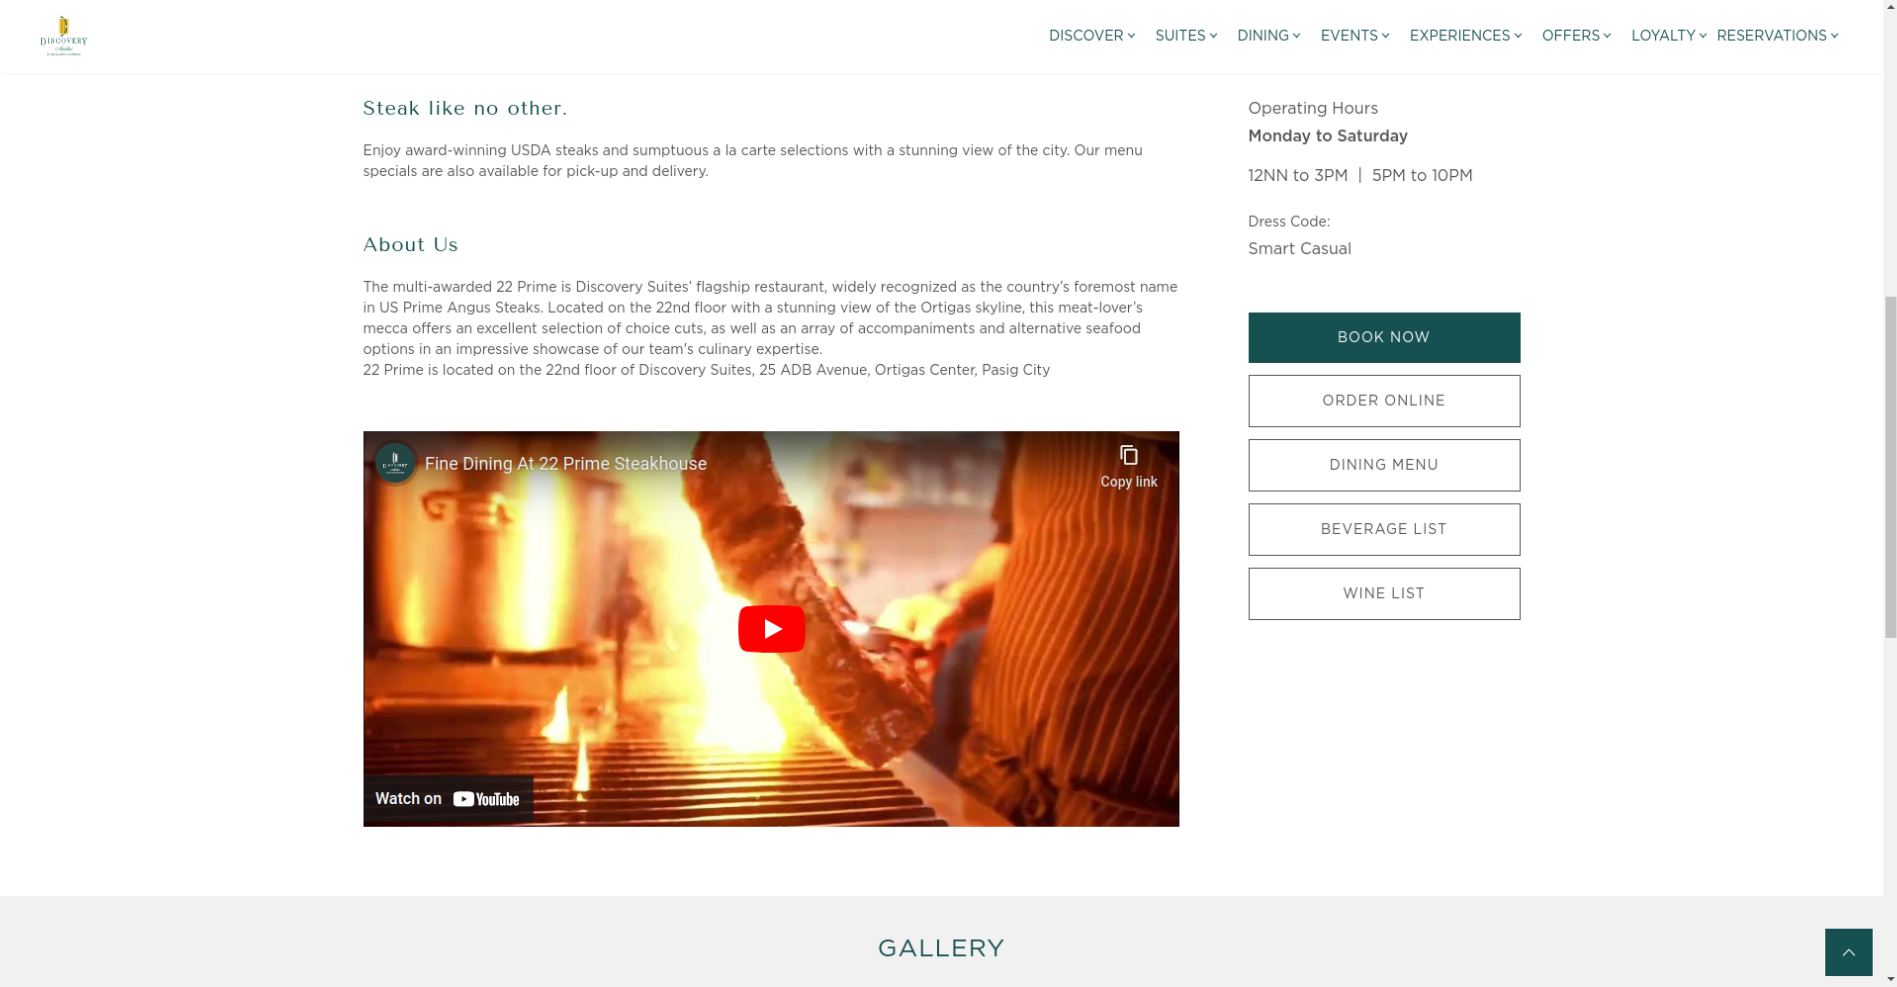 DISCOVERY
Suites
DISCOVER
SUITES
DINING
EVENTS
EXPERIENCES
OFFERS
LOYALTY
RESERVATIONS
Steak like no other.
Enjoy award-winning USDA steaks and sumptuous a la carte selections with a stunning view of the city. Our menu
specials are also available for pick-up and delivery.
About Us
The multi-awarded 22 Prime is Discovery Suites’ flagship restaurant, widely recognized as the country’s foremost name
in US Prime Angus Steaks. Located on the 22nd floor with a stunning view of the Ortigas skyline, this meat-lover’s
mecca offers an excellent selection of choice cuts, as well as an array of accompaniments and alternative seafood
options in an impressive showcase of our team's culinary expertise.
22 Prime is located on the 22nd floor of Discovery Suites, 25 ADB Avenue, Ortigas Center, Pasig City
Fine Dining At 22 Prime Steakhouse
Copy link
Watch on YouTube
Operating Hours
Monday to Saturday
12NN to 3PM | 5PM to 10PM
Dress Code:
Smart Casual
BOOK NOW
ORDER ONLINE
DINING MENU
BEVERAGE LIST
WINE LIST
GALLERY